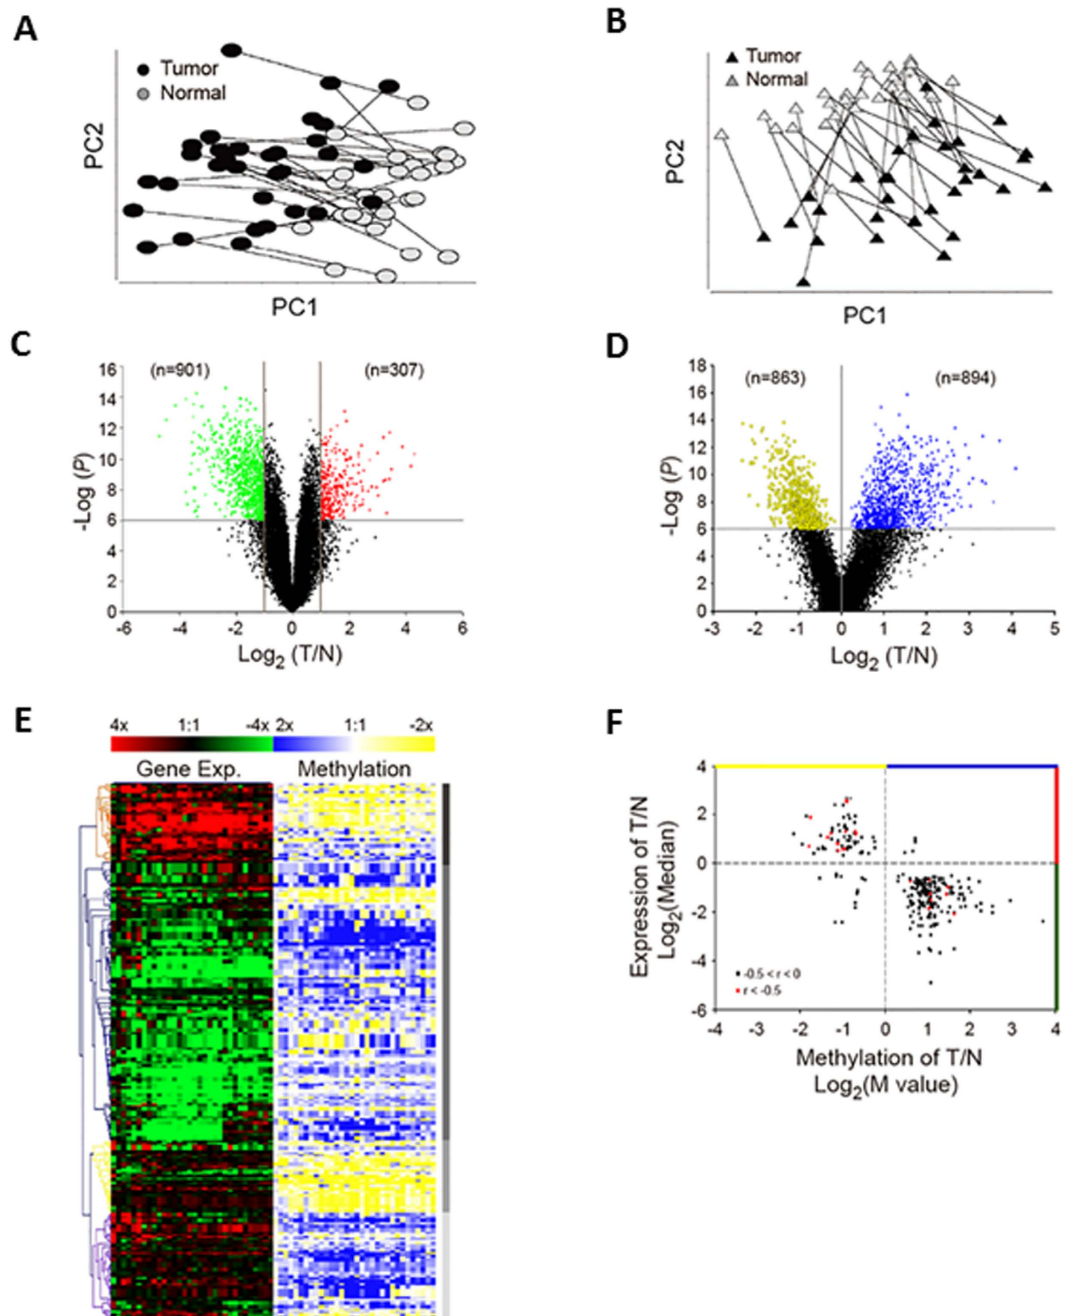 A
Tumor
Normal
PC2
PC1
B
Tumor
Normal
PC2
PC1
C
(n=901)
(n=307)
16
14
12
10
8
6
4
2
0
-Log (P)
-6
-4
-2
0
2
4
6
Log2 (T/N)
D
(n=863)
(n=894)
18
16
14
12
10
8
6
4
2
0
-Log (P)
-3
-2
-1
0
1
2
3
4
5
Log2 (T/N)
E
4x 1:1 -4x 2x 1:1 -2x
Gene Exp. Methylation
F
4
2
0
-2
-4
-6
Expression of T/N
Log2(Median)
-0.5 < r < 0
r < -0.5
-4
-3
-2
-1
0
1
2
3
4
Methylation of T/N
Log2(M value)